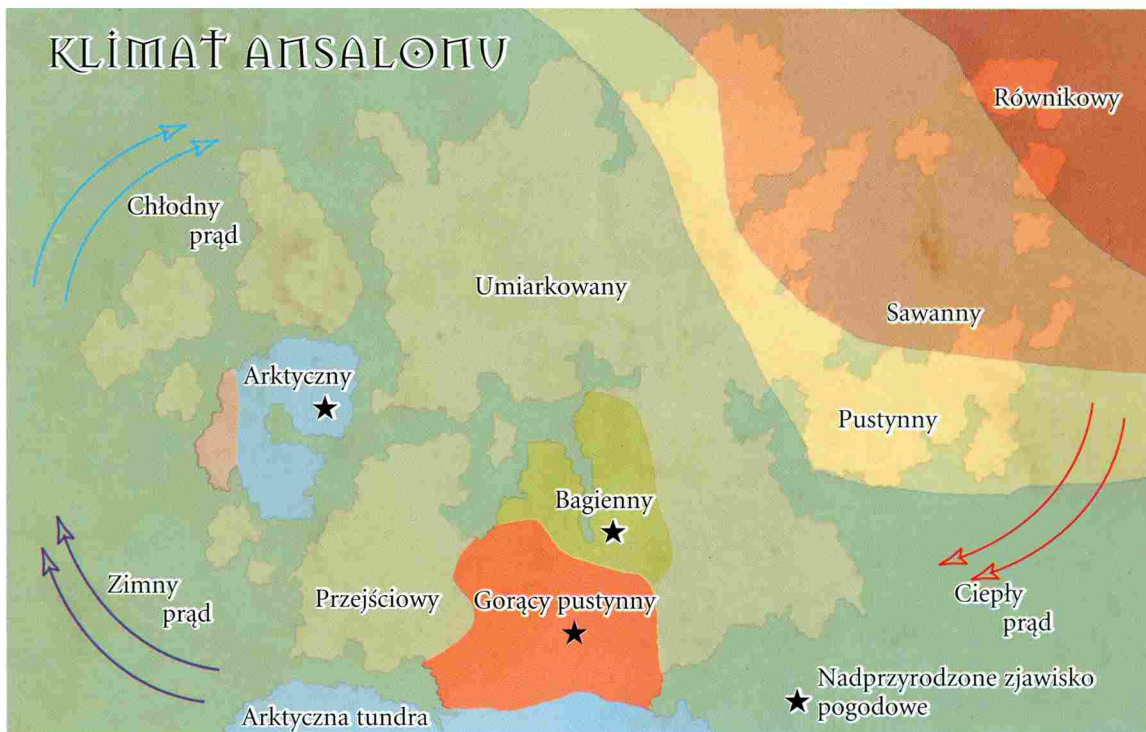 KLIMAT ANSALONU
Równikowy
Chłodny
prąd
Umiarkowany
Sawanny
Arktyczny
Pustynny
Bagienny
Zimny
prąd
Przejściowy
Gorący pustynny
Ciepły
prąd
Arktyczna tundra
Nadprzyrodzone zjawisko
pogodowe